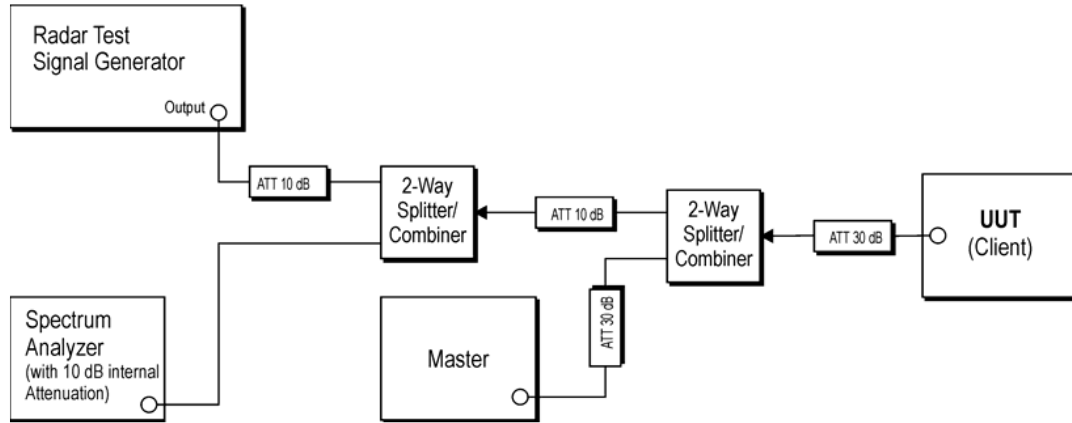 Radar Test
Signal Generator
Output
ATT 10 dB
2-Way
Splitter/
Combiner
ATT 10 dB
2-Way
Splitter/
Combiner
ATT 30 dB
UUT
(Client)
Spectrum
Analyzer
(with 10 dB internal
Attenuation)
Master
ATT 30 dB